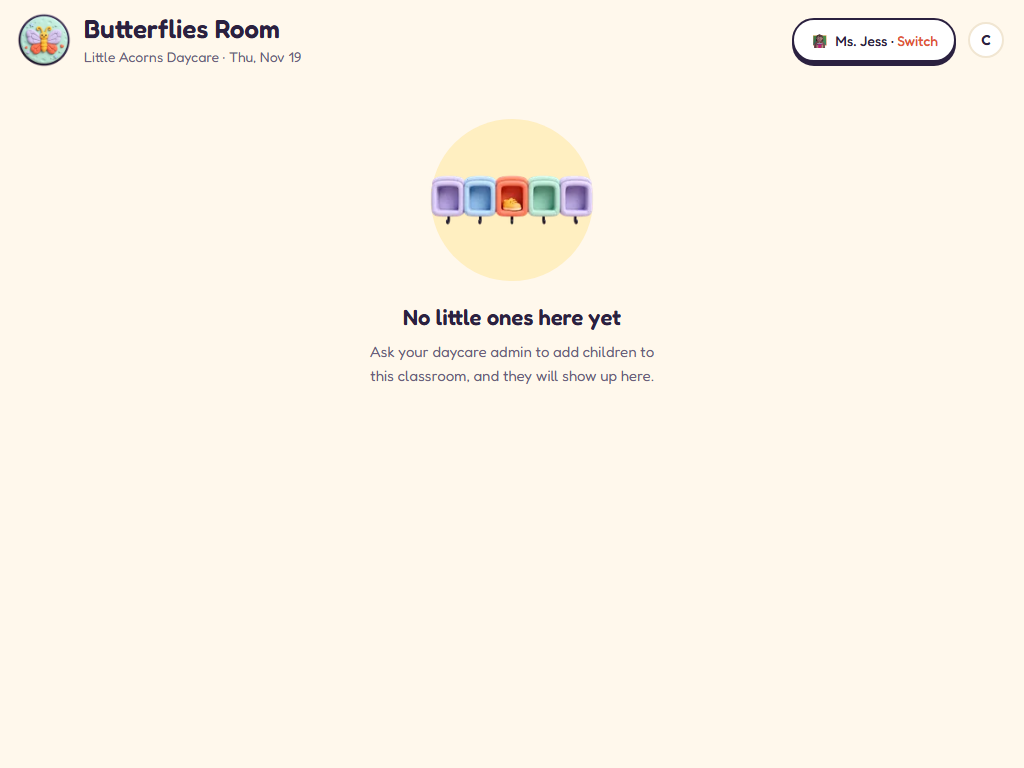 Butterflies Room
Little Acorns Daycare · Thu, Nov 19
Ms. Jess · Switch
C
No little ones here yet
Ask your daycare admin to add children to
this classroom, and they will show up here.